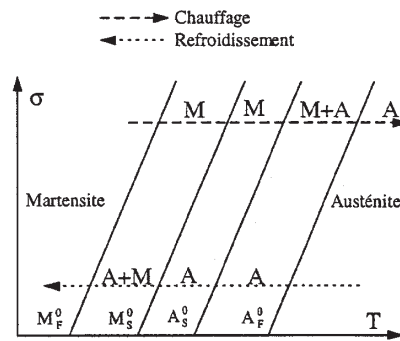 Chauffage
Refroidissement
σ
M M M+A A
Martensite Austénite
A+M A A
M⁰F M⁰S A⁰S A⁰F T